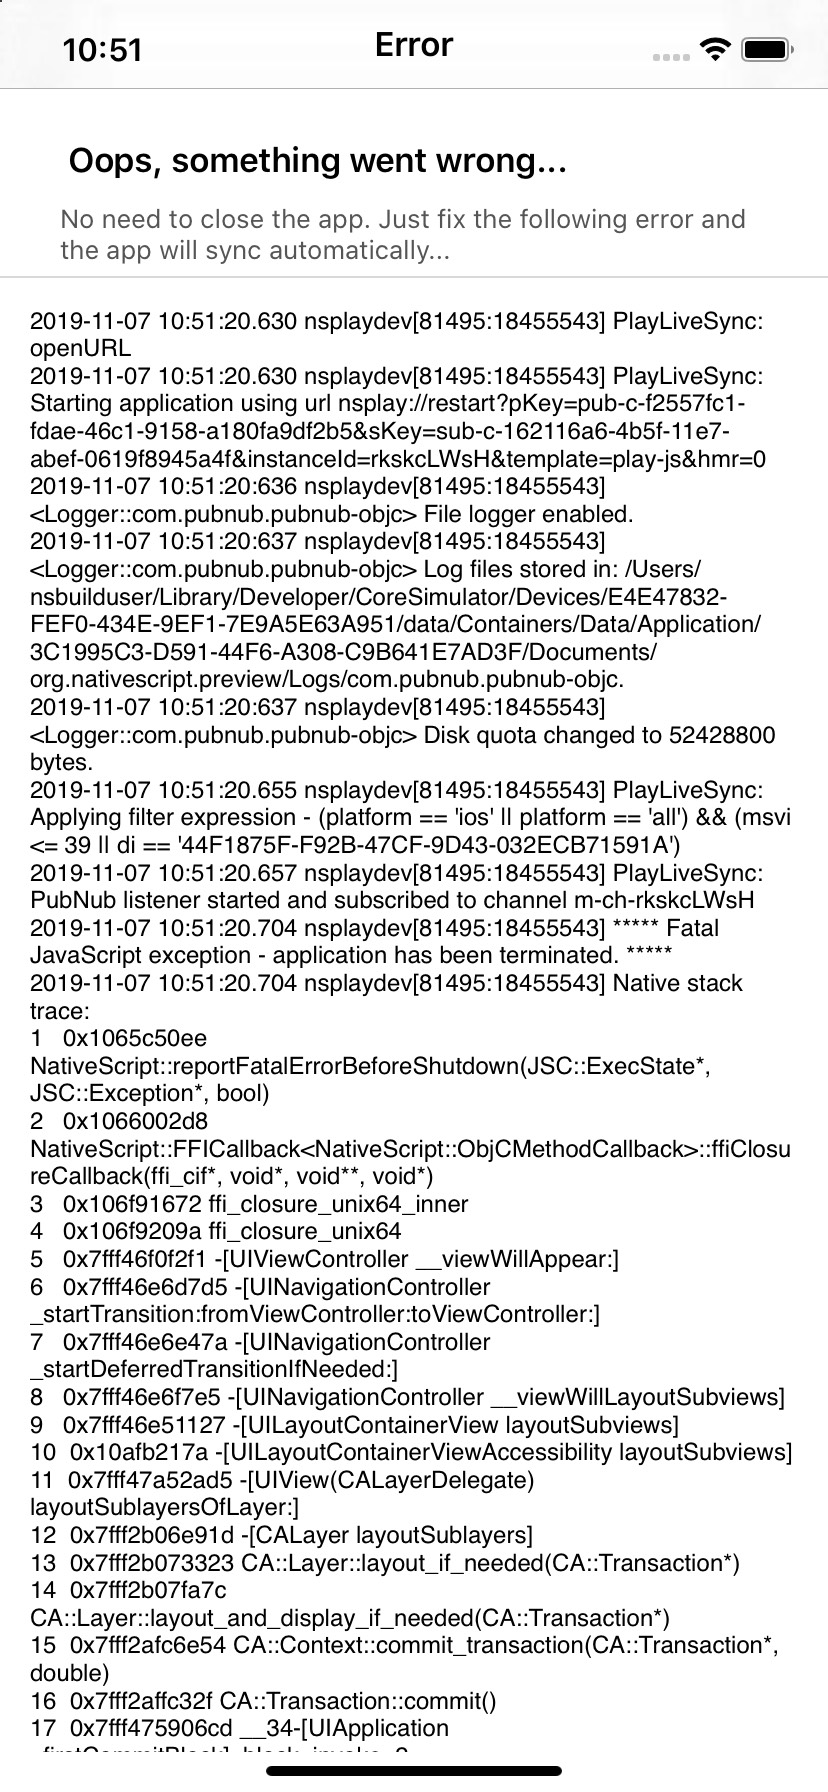 10:51
Error
Oops, something went wrong...
No need to close the app. Just fix the following error and
the app will sync automatically...
2019-11-07 10:51:20.630 nsplaydev[81495:18455543] PlayLiveSync:
openURL
2019-11-07 10:51:20.630 nsplaydev[81495:18455543] PlayLiveSync:
Starting application using url nsplay://restart?pKey=pub-c-f2557fc1-
fdae-46c1-9158-a180fa9df2b5&sKey=sub-c-162116a6-4b5f-11e7-
abef-0619f8945a4f&instanceId=rkskcLWsH&template=play-js&hmr=0
2019-11-07 10:51:20:636 nsplaydev[81495:18455543]
<Logger::com.pubnub.pubnub-objc> File logger enabled.
2019-11-07 10:51:20:637 nsplaydev[81495:18455543]
<Logger::com.pubnub.pubnub-objc> Log files stored in: /Users/
nsbuilduser/Library/Developer/CoreSimulator/Devices/E4E47832-
FEF0-434E-9EF1-7E9A5E63A951/data/Containers/Data/Application/
3C1995C3-D591-44F6-A308-C9B641E7AD3F/Documents/
org.nativescript.preview/Logs/com.pubnub.pubnub-objc.
2019-11-07 10:51:20:637 nsplaydev[81495:18455543]
<Logger::com.pubnub.pubnub-objc> Disk quota changed to 52428800
bytes.
2019-11-07 10:51:20.655 nsplaydev[81495:18455543] PlayLiveSync:
Applying filter expression - (platform == 'ios' || platform == 'all') && (msvi
<= 39 || di == '44F1875F-F92B-47CF-9D43-032ECB71591A')
2019-11-07 10:51:20.657 nsplaydev[81495:18455543] PlayLiveSync:
PubNub listener started and subscribed to channel m-ch-rkskcLWsH
2019-11-07 10:51:20.704 nsplaydev[81495:18455543] ***** Fatal
JavaScript exception - application has been terminated. *****
2019-11-07 10:51:20.704 nsplaydev[81495:18455543] Native stack
trace:
1   0x1065c50ee
NativeScript::reportFatalErrorBeforeShutdown(JSC::ExecState*,
JSC::Exception*, bool)
2   0x1066002d8
NativeScript::FFICallback<NativeScript::ObjCMethodCallback>::ffiClosu
reCallback(ffi_cif*, void*, void**, void*)
3   0x106f91672 ffi_closure_unix64_inner
4   0x106f9209a ffi_closure_unix64
5   0x7fff46f0f2f1 -[UIViewController __viewWillAppear:]
6   0x7fff46e6d7d5 -[UINavigationController
_startTransition:fromViewController:toViewController:]
7   0x7fff46e6e47a -[UINavigationController
_startDeferredTransitionIfNeeded:]
8   0x7fff46e6f7e5 -[UINavigationController __viewWillLayoutSubviews]
9   0x7fff46e51127 -[UILayoutContainerView layoutSubviews]
10  0x10afb217a -[UILayoutContainerViewAccessibility layoutSubviews]
11  0x7fff47a52ad5 -[UIView(CALayerDelegate)
layoutSublayersOfLayer:]
12  0x7fff2b06e91d -[CALayer layoutSublayers]
13  0x7fff2b073323 CA::Layer::layout_if_needed(CA::Transaction*)
14  0x7fff2b07fa7c
CA::Layer::layout_and_display_if_needed(CA::Transaction*)
15  0x7fff2afc6e54 CA::Context::commit_transaction(CA::Transaction*,
double)
16  0x7fff2affc32f CA::Transaction::commit()
17  0x7fff475906cd __34-[UIApplication